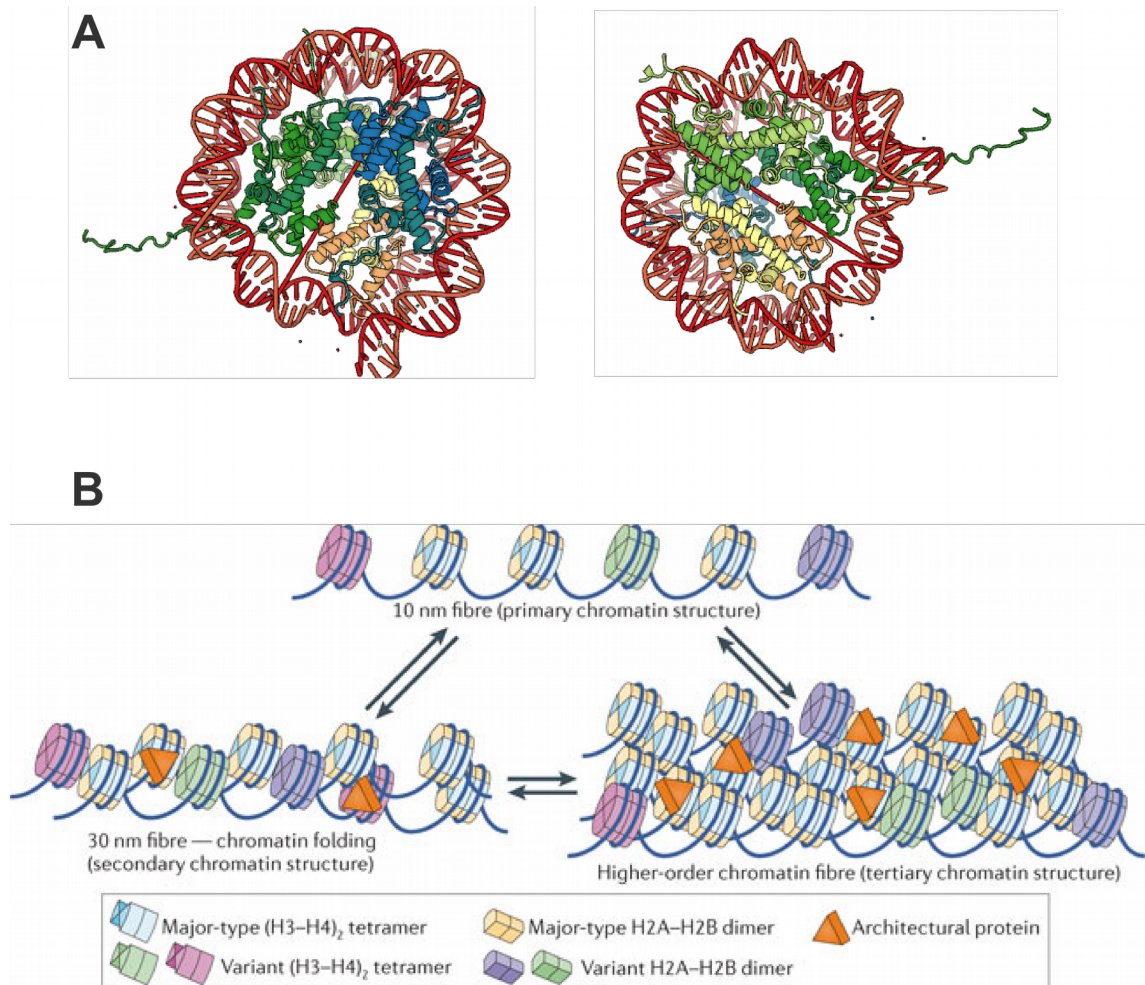 A
B
10 nm fibre (primary chromatin structure)
30 nm fibre — chromatin folding
(secondary chromatin structure)
Higher-order chromatin fibre (tertiary chromatin structure)
Major-type (H3–H4)₂ tetramer
Major-type H2A–H2B dimer
Architectural protein
Variant (H3–H4)₂ tetramer
Variant H2A–H2B dimer